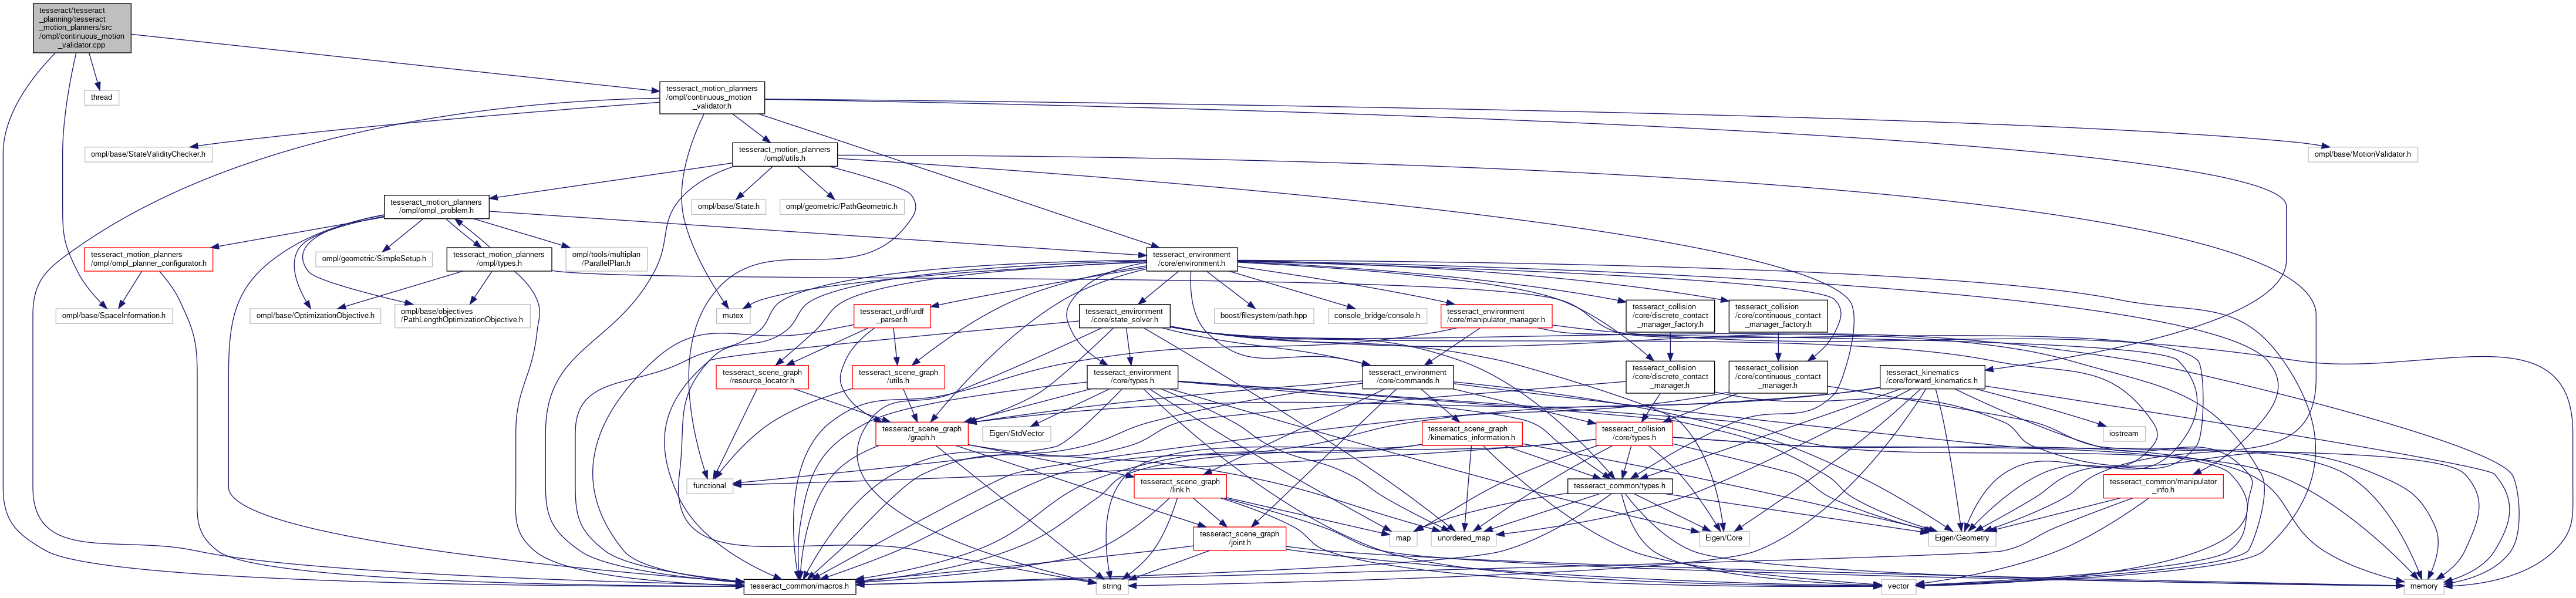 tesseract/tesseract
_planning/tesseract
_motion_planners/src
/ompl/continuous_motion
_validator.cpp
thread
tesseract_motion_planners
/ompl/continuous_motion
_validator.h
ompl/base/StateValidityChecker.h
tesseract_motion_planners
/ompl/utils.h
ompl/base/MotionValidator.h
tesseract_motion_planners
/ompl/ompl_problem.h
ompl/base/State.h
ompl/geometric/PathGeometric.h
tesseract_motion_planners
/ompl/ompl_planner_configurator.h
ompl/geometric/SimpleSetup.h
tesseract_motion_planners
/ompl/types.h
ompl/tools/multiplan
/ParallelPlan.h
tesseract_environment
/core/environment.h
ompl/base/SpaceInformation.h
ompl/base/OptimizationObjective.h
ompl/base/objectives
/PathLengthOptimizationObjective.h
mutex
tesseract_urdf/urdf
_parser.h
tesseract_environment
/core/state_solver.h
boost/filesystem/path.hpp
console_bridge/console.h
tesseract_environment
/core/manipulator_manager.h
tesseract_collision
/core/discrete_contact
_manager_factory.h
tesseract_collision
/core/continuous_contact
_manager_factory.h
tesseract_scene_graph
/resource_locator.h
tesseract_scene_graph
/utils.h
tesseract_environment
/core/types.h
tesseract_environment
/core/commands.h
tesseract_collision
/core/discrete_contact
_manager.h
tesseract_collision
/core/continuous_contact
_manager.h
tesseract_kinematics
/core/forward_kinematics.h
tesseract_scene_graph
/graph.h
Eigen/StdVector
tesseract_scene_graph
/kinematics_information.h
tesseract_collision
/core/types.h
iostream
functional
tesseract_scene_graph
/link.h
tesseract_common/types.h
tesseract_common/manipulator
_info.h
tesseract_scene_graph
/joint.h
map
unordered_map
Eigen/Core
Eigen/Geometry
tesseract_common/macros.h
string
vector
memory